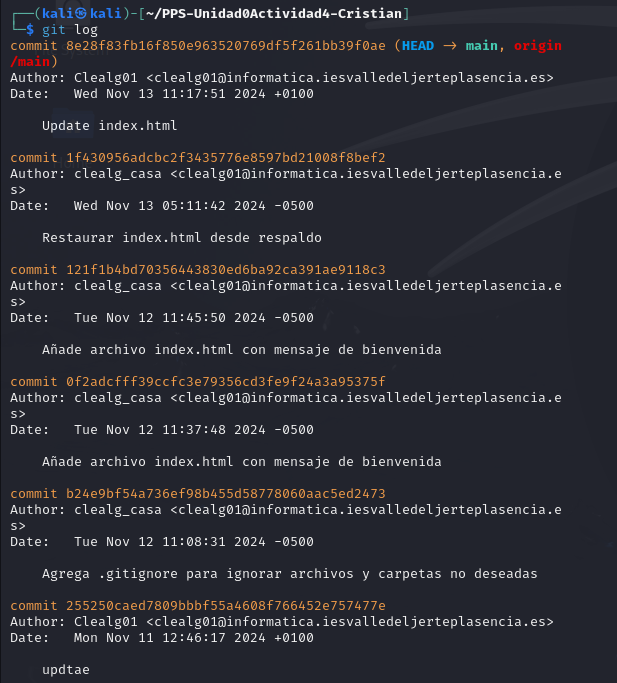 ┌──(kali㉿kali)-[~/PPS-Unidad0Actividad4-Cristian]
└─$ git log
commit 8e28f83fb16f850e963520769df5f261bb39f0ae (HEAD -> main, origin
/main)
Author: Clealg01 <clealg01@informatica.iesvalledeljerteplasencia.es>
Date:   Wed Nov 13 11:17:51 2024 +0100
Update index.html
commit 1f430956adcbc2f3435776e8597bd21008f8bef2
Author: clealg_casa <clealg01@informatica.iesvalledeljerteplasencia.e
s>
Date:   Wed Nov 13 05:11:42 2024 -0500
Restaurar index.html desde respaldo
commit 121f1b4bd70356443830ed6ba92ca391ae9118c3
Author: clealg_casa <clealg01@informatica.iesvalledeljerteplasencia.e
s>
Date:   Tue Nov 12 11:45:50 2024 -0500
Añade archivo index.html con mensaje de bienvenida
commit 0f2adcfff39ccfc3e79356cd3fe9f24a3a95375f
Author: clealg_casa <clealg01@informatica.iesvalledeljerteplasencia.e
s>
Date:   Tue Nov 12 11:37:48 2024 -0500
Añade archivo index.html con mensaje de bienvenida
commit b24e9bf54a736ef98b455d58778060aac5ed2473
Author: clealg_casa <clealg01@informatica.iesvalledeljerteplasencia.e
s>
Date:   Tue Nov 12 11:08:31 2024 -0500
Agrega .gitignore para ignorar archivos y carpetas no deseadas
commit 255250caed7809bbbf55a4608f766452e757477e
Author: Clealg01 <clealg01@informatica.iesvalledeljerteplasencia.es>
Date:   Mon Nov 11 12:46:17 2024 +0100
updtae